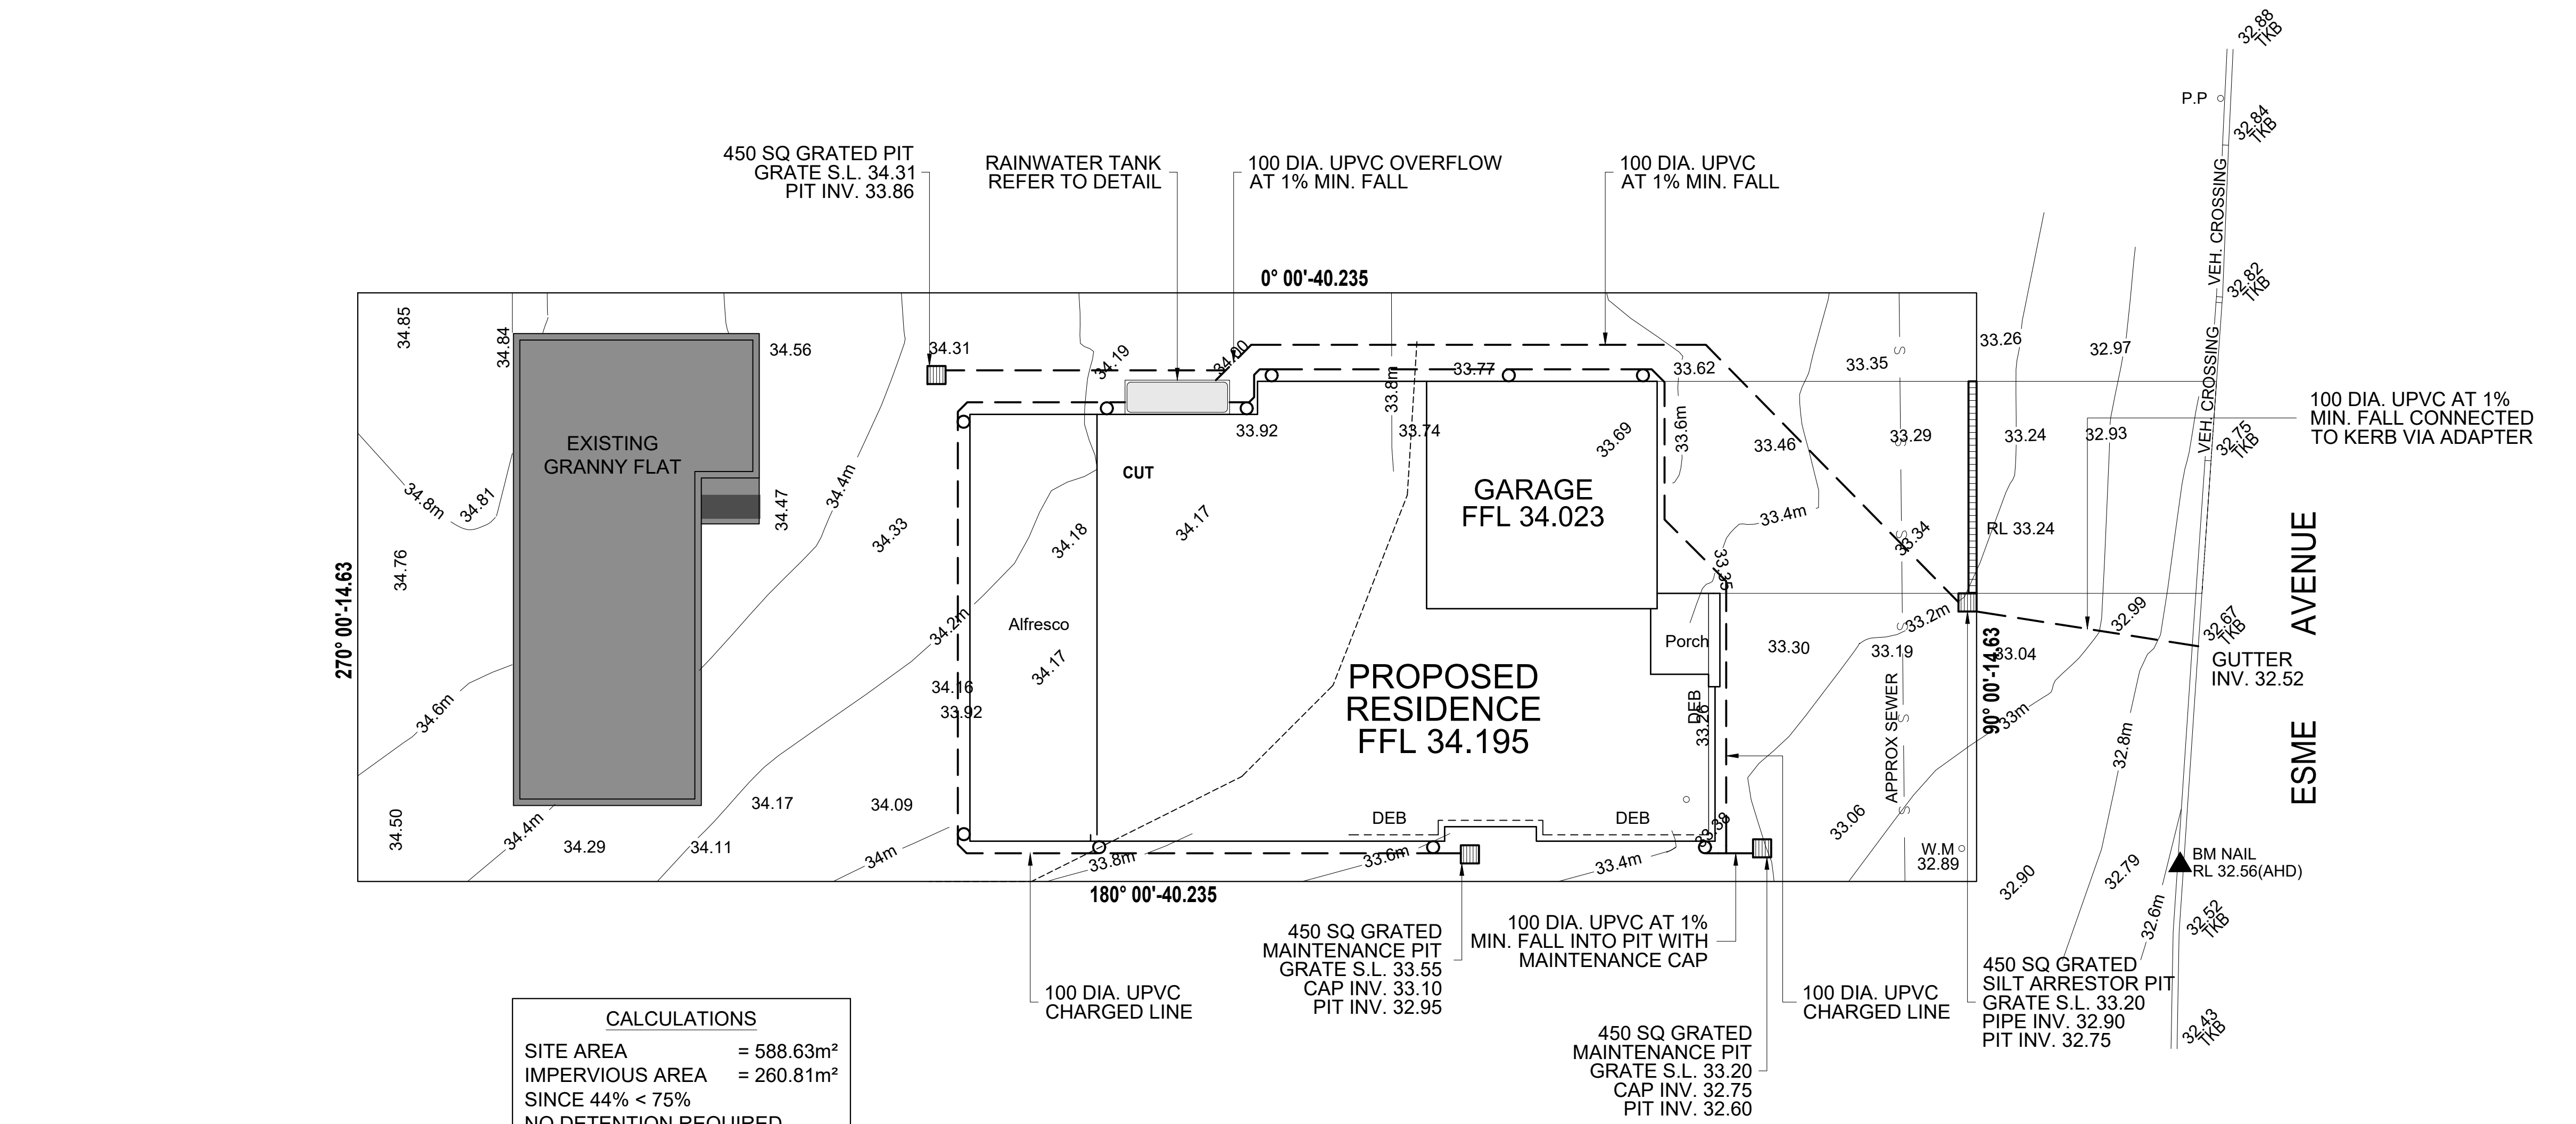 32.88
TKB
P.P
32.84
TKB
VEH. CROSSING
32.82
TKB
450 SQ GRATED PIT
GRATE S.L. 34.31
PIT INV. 33.86
RAINWATER TANK
REFER TO DETAIL
100 DIA. UPVC OVERFLOW
AT 1% MIN. FALL
100 DIA. UPVC
AT 1% MIN. FALL
0° 00'-40.235
34.85
34.84
34.56
34.31
34.19
34.00
33.8m
33.77
33.62
33.35
33.26
32.97
S
VEH. CROSSING
32.75
TKB
100 DIA. UPVC AT 1%
MIN. FALL CONNECTED
TO KERB VIA ADAPTER
EXISTING
GRANNY FLAT
34.8m
34.81
34.47
34.4m
34.33
CUT
33.92
33.74
33.69
33.6m
33.46
33.29
S
33.24
32.93
34.18
34.17
GARAGE
FFL 34.023
33.4m
33.34
S
RL 33.24
34.76
270° 00'-14.63
33.35
34.2m
Alfresco
34.17
34.16
33.92
Porch
33.30
33.2m
S
33.19
90° 00'-14.63
33.04
32.99
32.67
TKB
GUTTER
INV. 32.52
ESME AVENUE
PROPOSED
RESIDENCE
FFL 34.195
DEB
33.26
APPROX SEWER
S
33m
32.8m
34.6m
34.50
34.4m
34.29
34.17
34.11
34.09
34m
33.8m
33.6m
DEB
DEB
33.4m
33.38
33.06
S
W.M
32.89
32.90
32.79
BM NAIL
RL 32.56(AHD)
32.6m
32.52
TKB
32.43
TKB
180° 00'-40.235
100 DIA. UPVC
CHARGED LINE
450 SQ GRATED
MAINTENANCE PIT
GRATE S.L. 33.55
CAP INV. 33.10
PIT INV. 32.95
100 DIA. UPVC AT 1%
MIN. FALL INTO PIT WITH
MAINTENANCE CAP
450 SQ GRATED
MAINTENANCE PIT
GRATE S.L. 33.20
CAP INV. 32.75
PIT INV. 32.60
100 DIA. UPVC
CHARGED LINE
450 SQ GRATED
SILT ARRESTOR PIT
GRATE S.L. 33.20
PIPE INV. 32.90
PIT INV. 32.75
CALCULATIONS
SITE AREA = 588.63m²
IMPERVIOUS AREA = 260.81m²
SINCE 44% < 75%
NO DETENTION REQUIRED